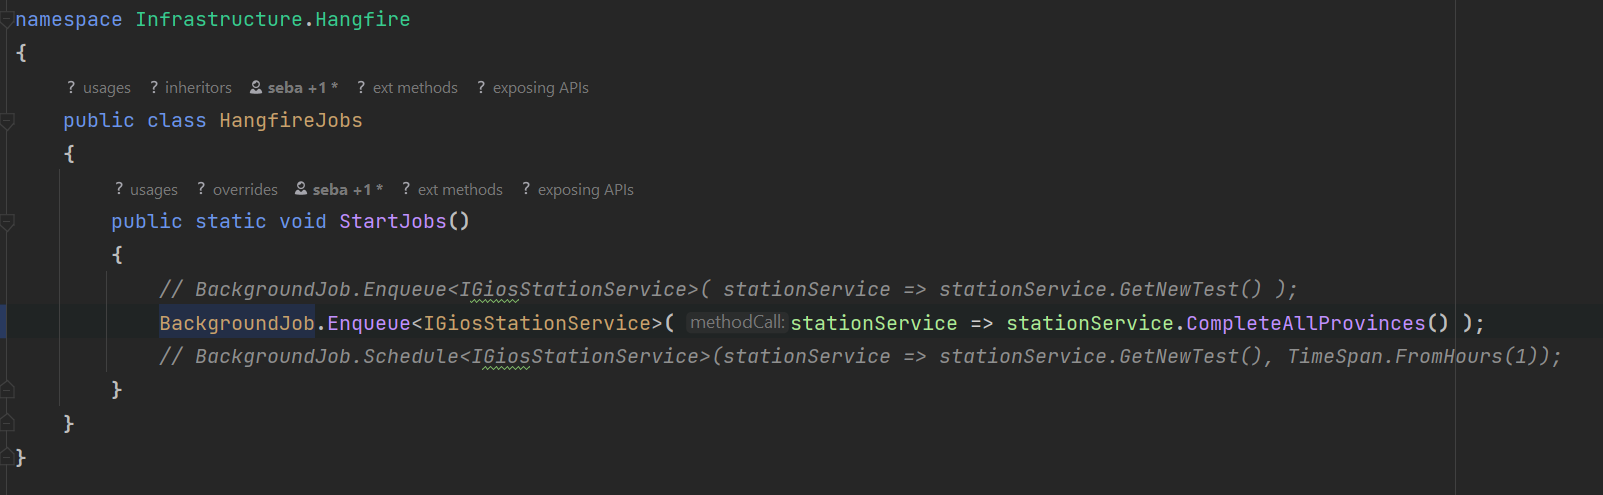 namespace Infrastructure.Hangfire
{
? usages ? inheritors seba +1 * ? ext methods ? exposing APIs
public class HangfireJobs
{
? usages ? overrides seba +1 * ? ext methods ? exposing APIs
public static void StartJobs()
{
// BackgroundJob.Enqueue<IGiosStationService>( stationService => stationService.GetNewTest() );
BackgroundJob.Enqueue<IGiosStationService>( methodCall: stationService => stationService.CompleteAllProvinces() );
// BackgroundJob.Schedule<IGiosStationService>(stationService => stationService.GetNewTest(), TimeSpan.FromHours(1));
}
}
}